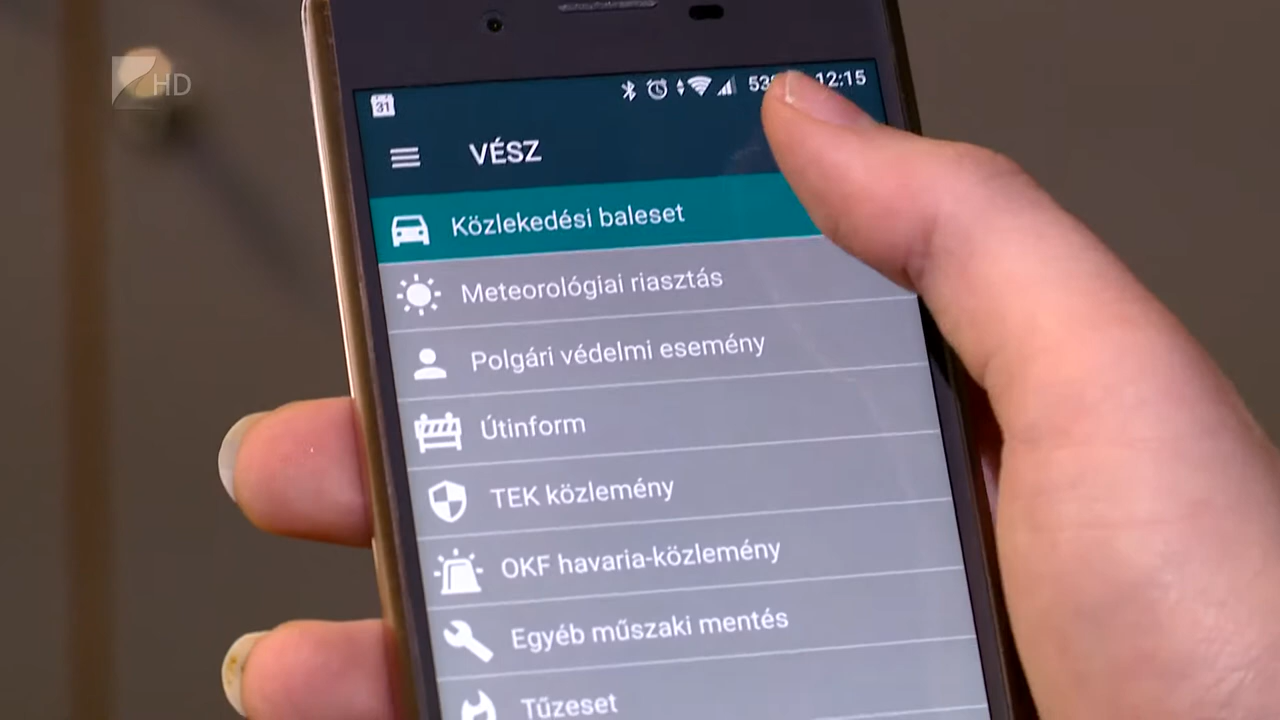 HD
31
12:15
VÉSZ
Közlekedési baleset
Meteorológiai riasztás
Polgári védelmi esemény
Útinform
TEK közlemény
OKF havaria-közlemény
Egyéb műszaki mentés
Tűzeset